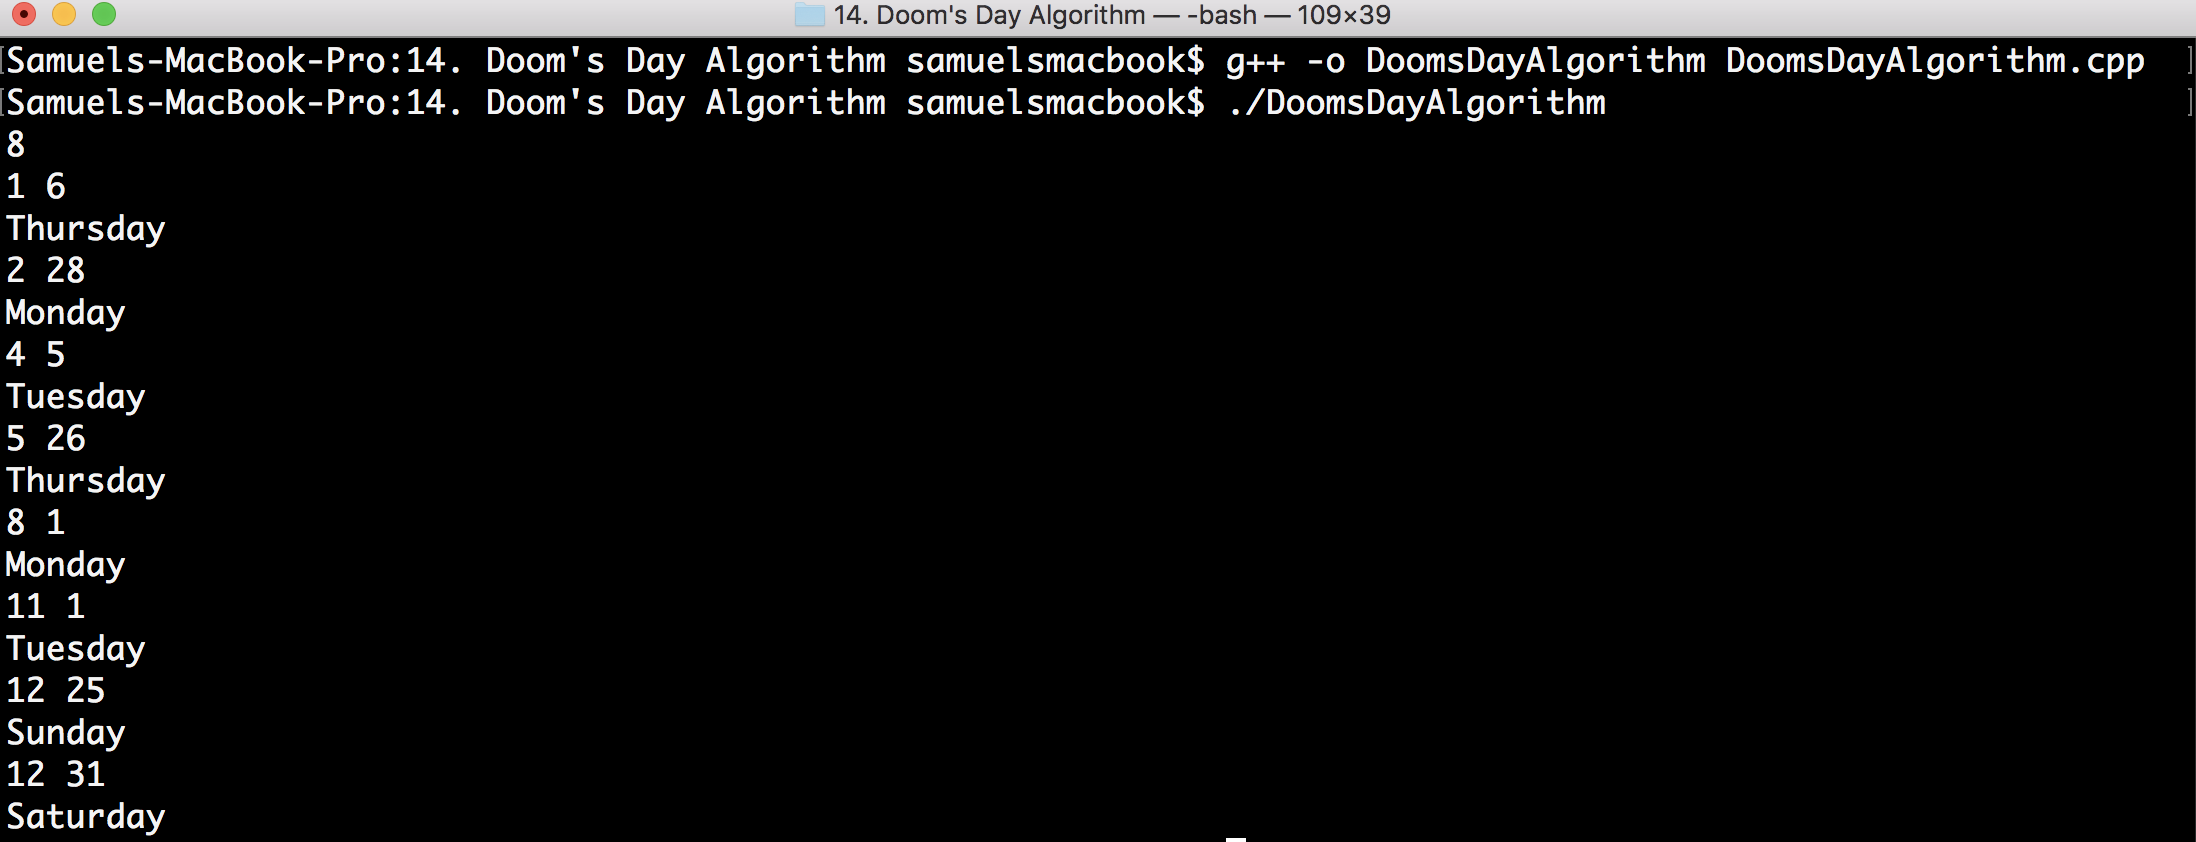 14. Doom's Day Algorithm — -bash — 109×39
[Samuels-MacBook-Pro:14. Doom's Day Algorithm samuelsmacbook$ g++ -o DoomsDayAlgorithm DoomsDayAlgorithm.cpp ]
[Samuels-MacBook-Pro:14. Doom's Day Algorithm samuelsmacbook$ ./DoomsDayAlgorithm ]
8
1 6
Thursday
2 28
Monday
4 5
Tuesday
5 26
Thursday
8 1
Monday
11 1
Tuesday
12 25
Sunday
12 31
Saturday